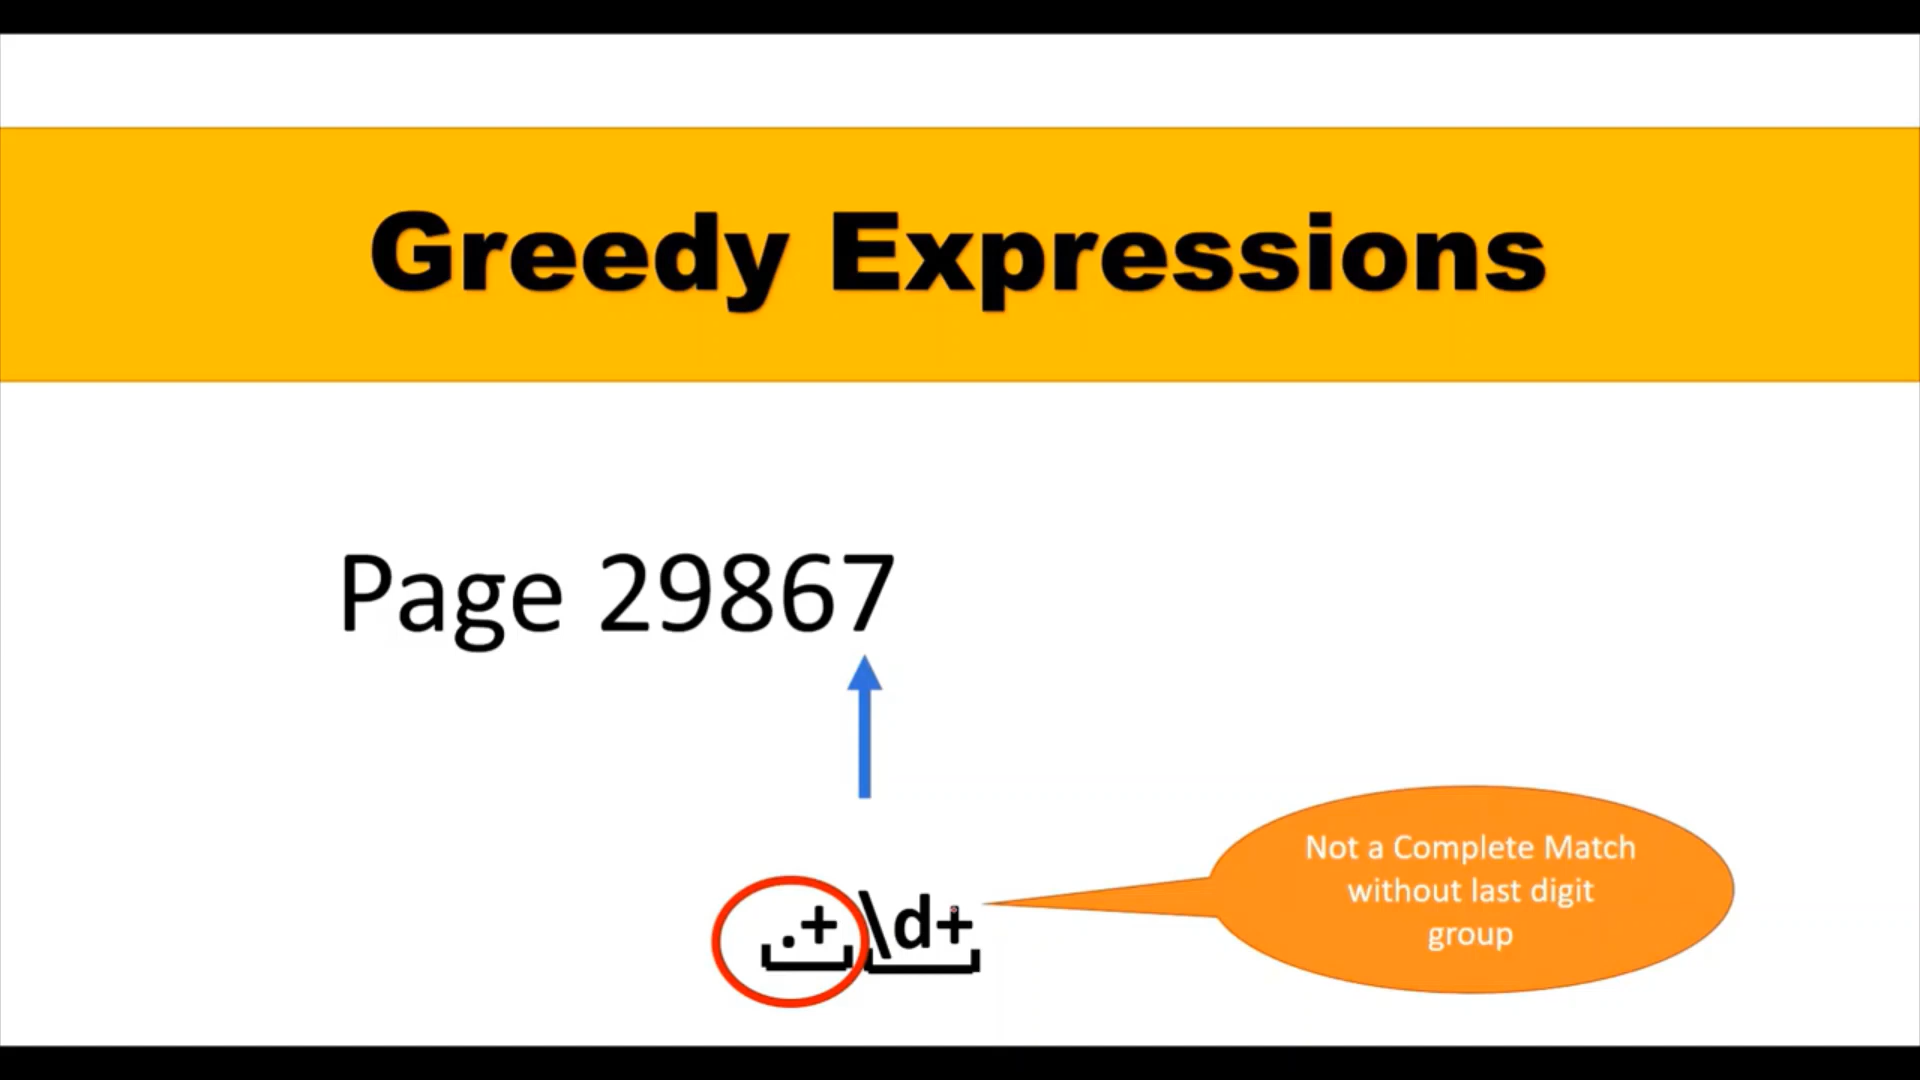 Greedy Expressions
Page 29867
.+\d+
Not a Complete Match
without last digit
group